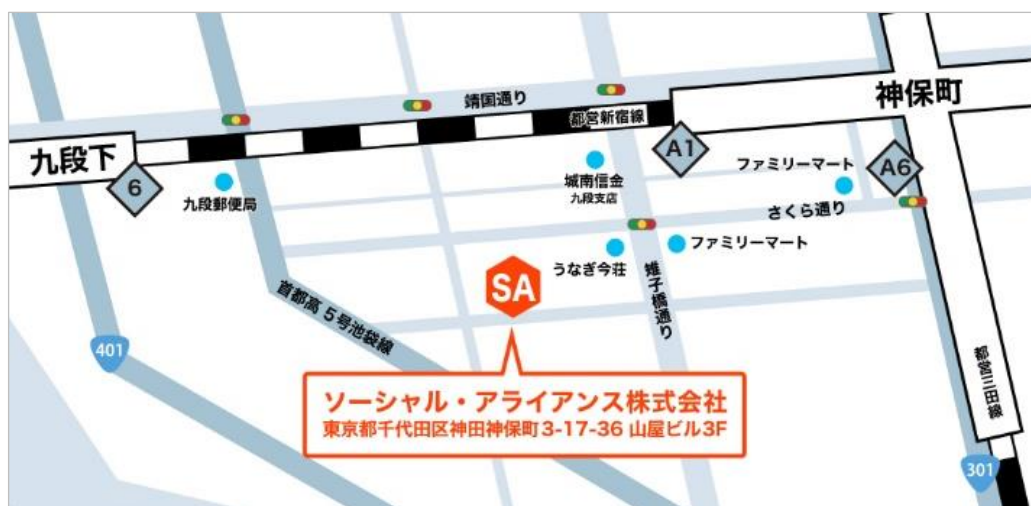 靖国通り
神保町
都営新宿線
九段下
A1
ファミリーマート
A6
6
九段郵便局
城南信金
九段支店
さくら通り
うなぎ今荘
ファミリーマート
SA
雉子橋通り
首都高 5号池袋線
401
都営三田線
ソーシャル・アライアンス株式会社
東京都千代田区神田神保町3-17-36 山屋ビル3F
301